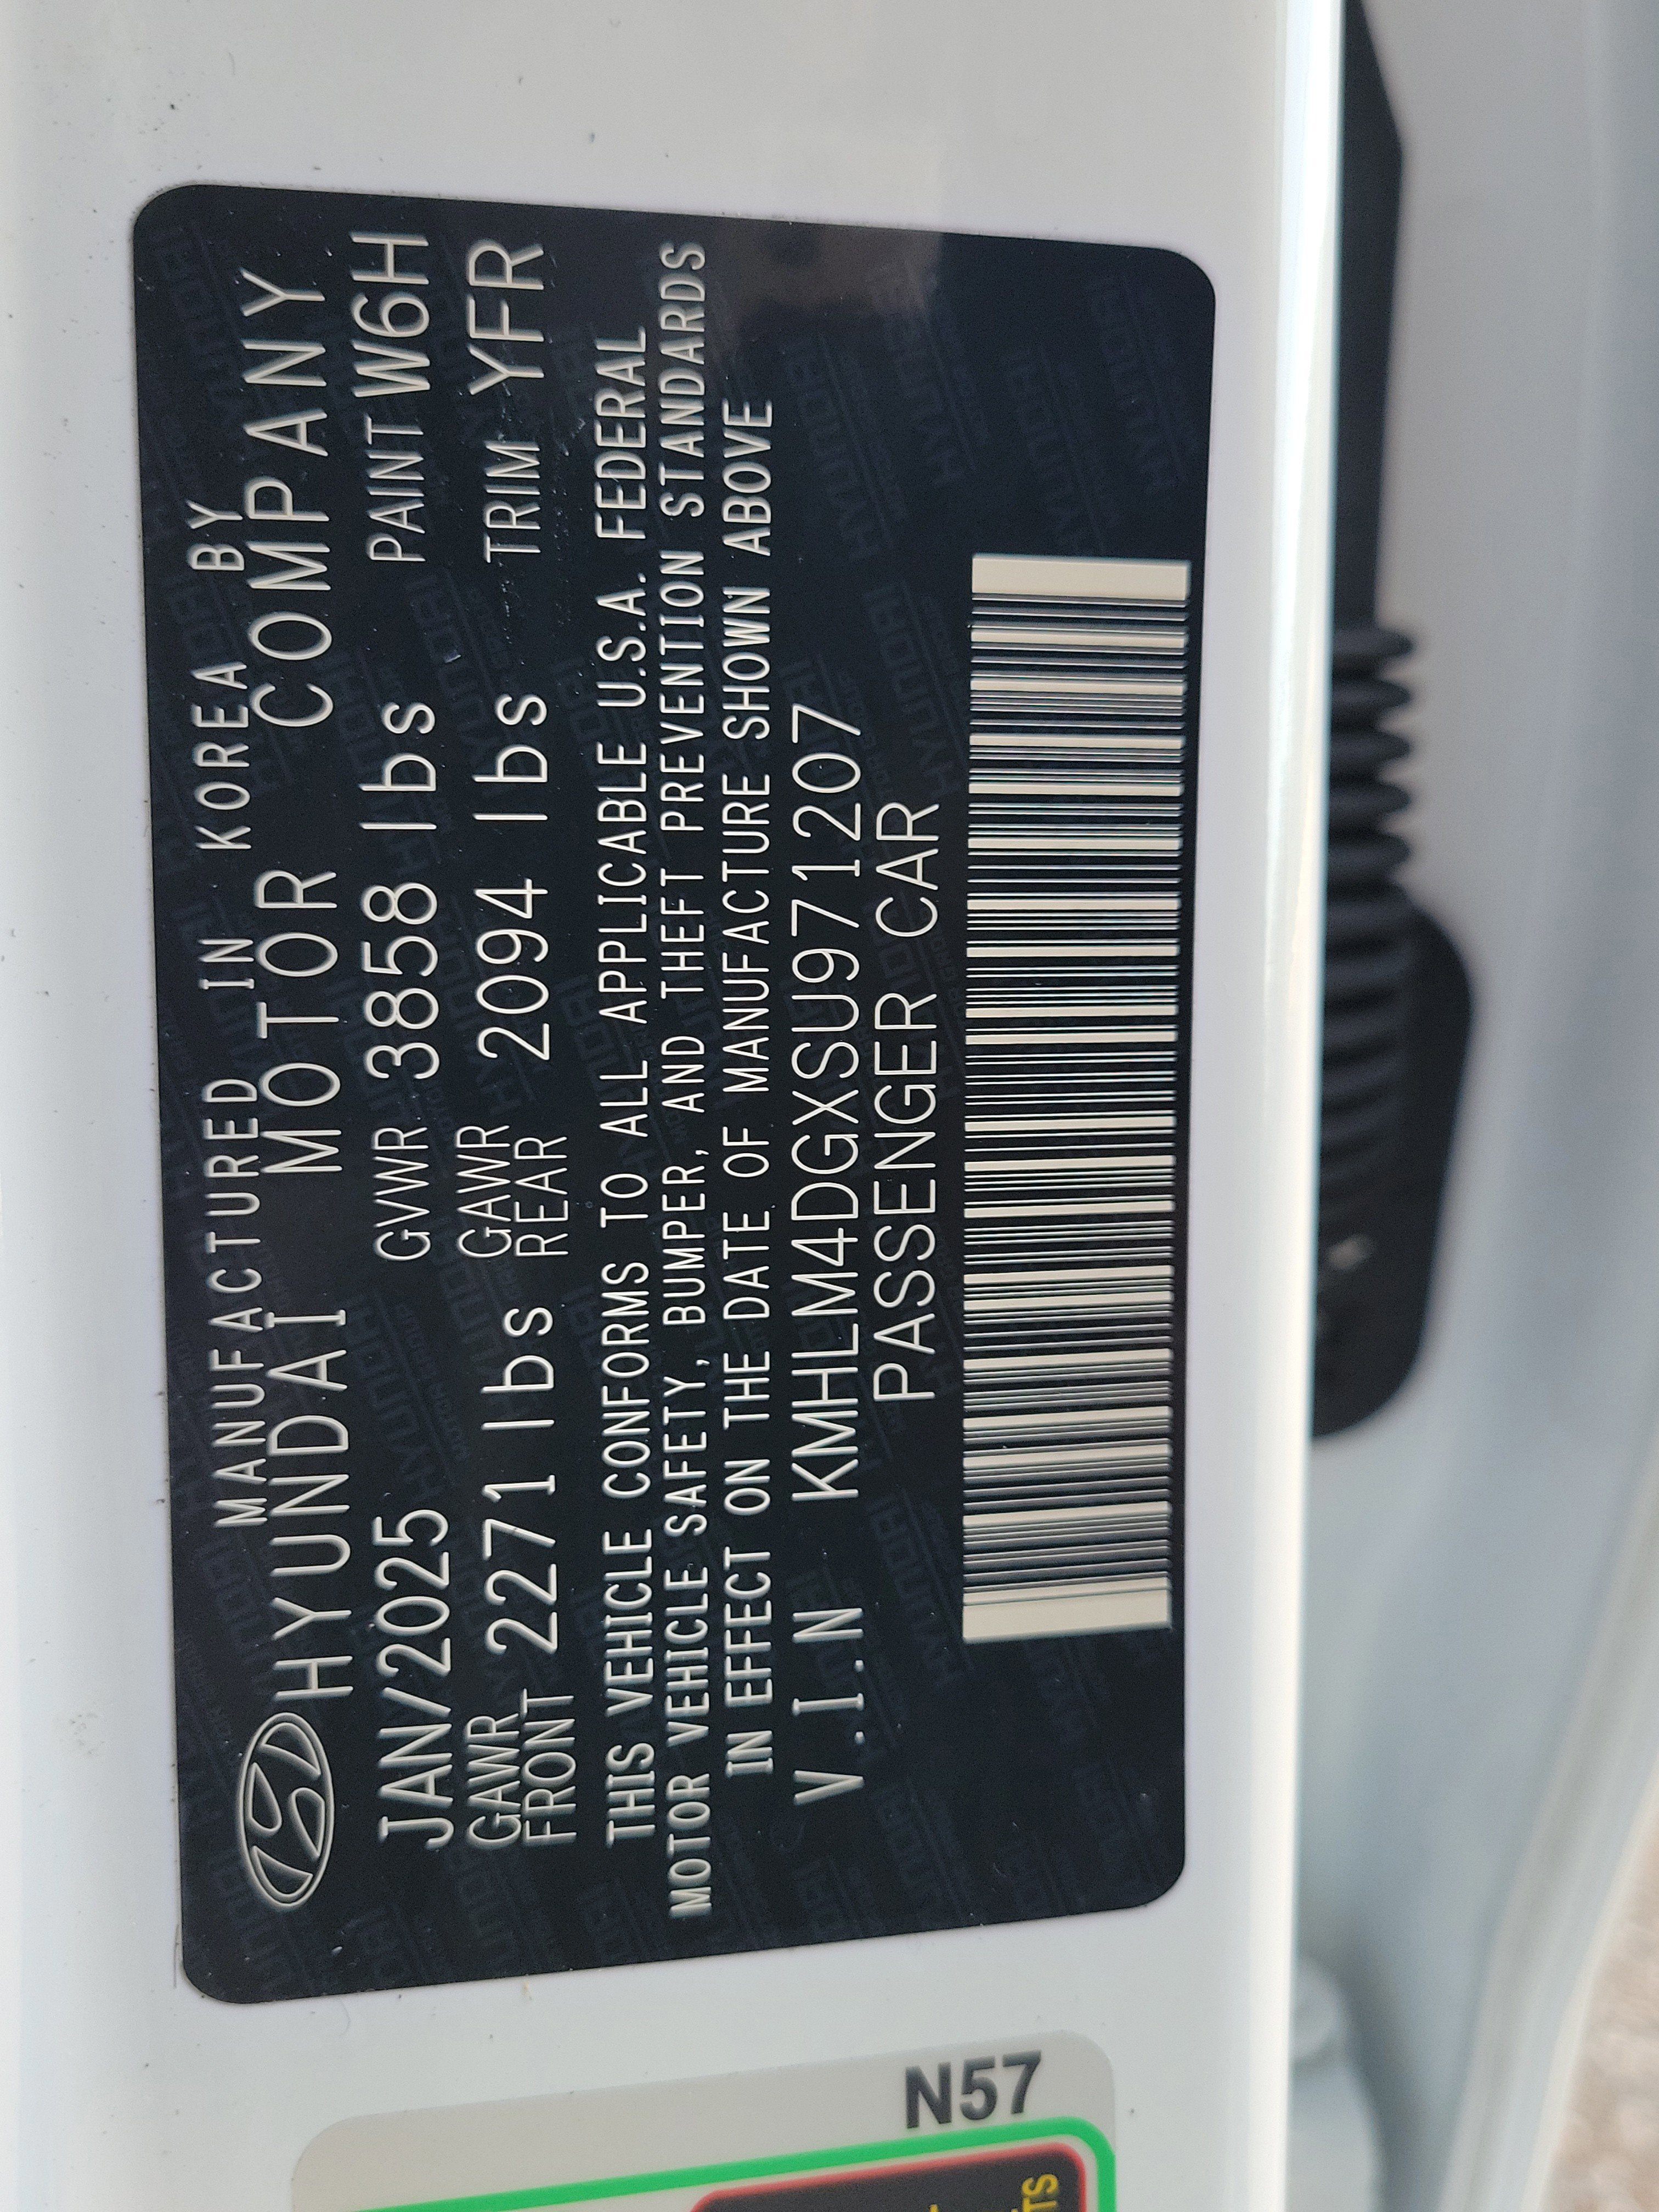 MANUFACTURED IN KOREA BY
HYUNDAI MOTOR COMPANY
JAN/2025 GVWR 3858 lbs PAINT W6H
GAWR FRONT 2271 lbs GAWR REAR 2094 lbs TRIM YFR
THIS VEHICLE CONFORMS TO ALL APPLICABLE U.S.A. FEDERAL
MOTOR VEHICLE SAFETY, BUMPER, AND THEFT PREVENTION STANDARDS
IN EFFECT ON THE DATE OF MANUFACTURE SHOWN ABOVE
V.I.N KMHLM4DGXSU971207
PASSENGER CAR
N57